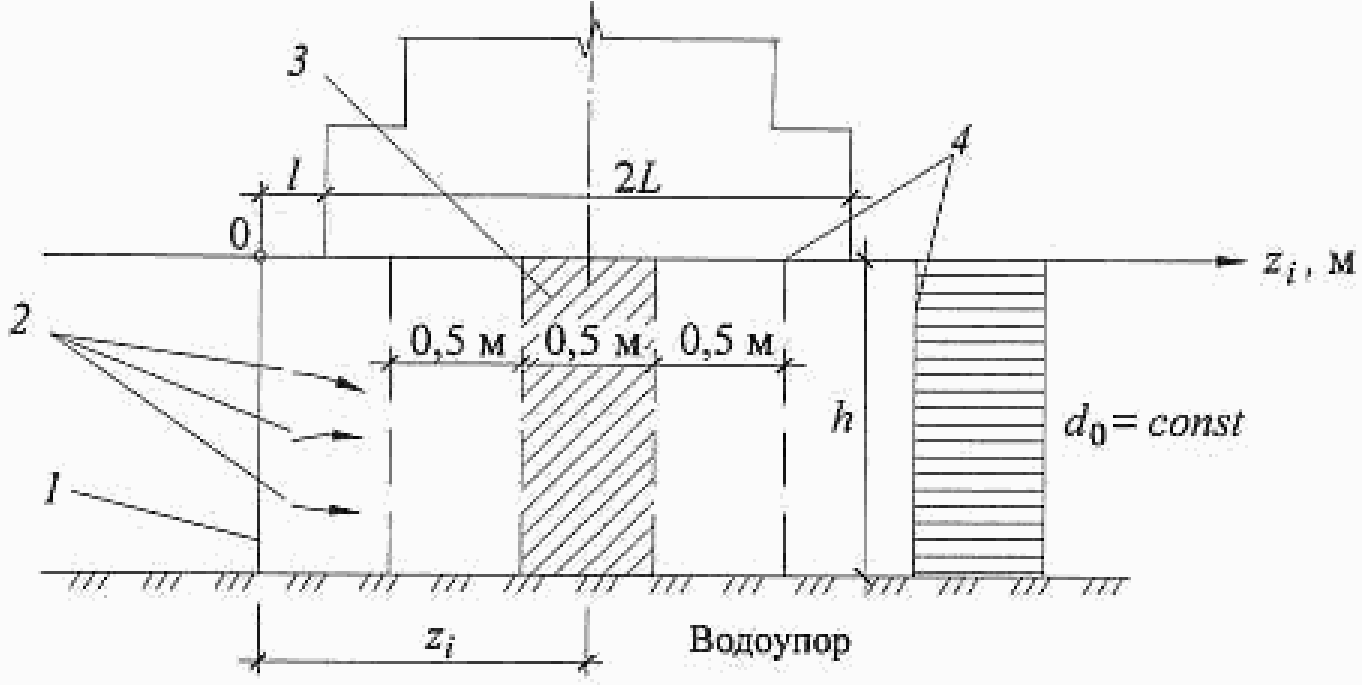 3
4
l
2L
0
z_i, м
2
0,5 м
0,5 м
0,5 м
h
d_0 = const
1
z_i
Водоупор